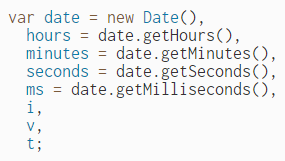 var date = new Date(),
hours = date.getHours(),
minutes = date.getMinutes(),
seconds = date.getSeconds(),
ms = date.getMilliseconds(),
i,
v,
t;